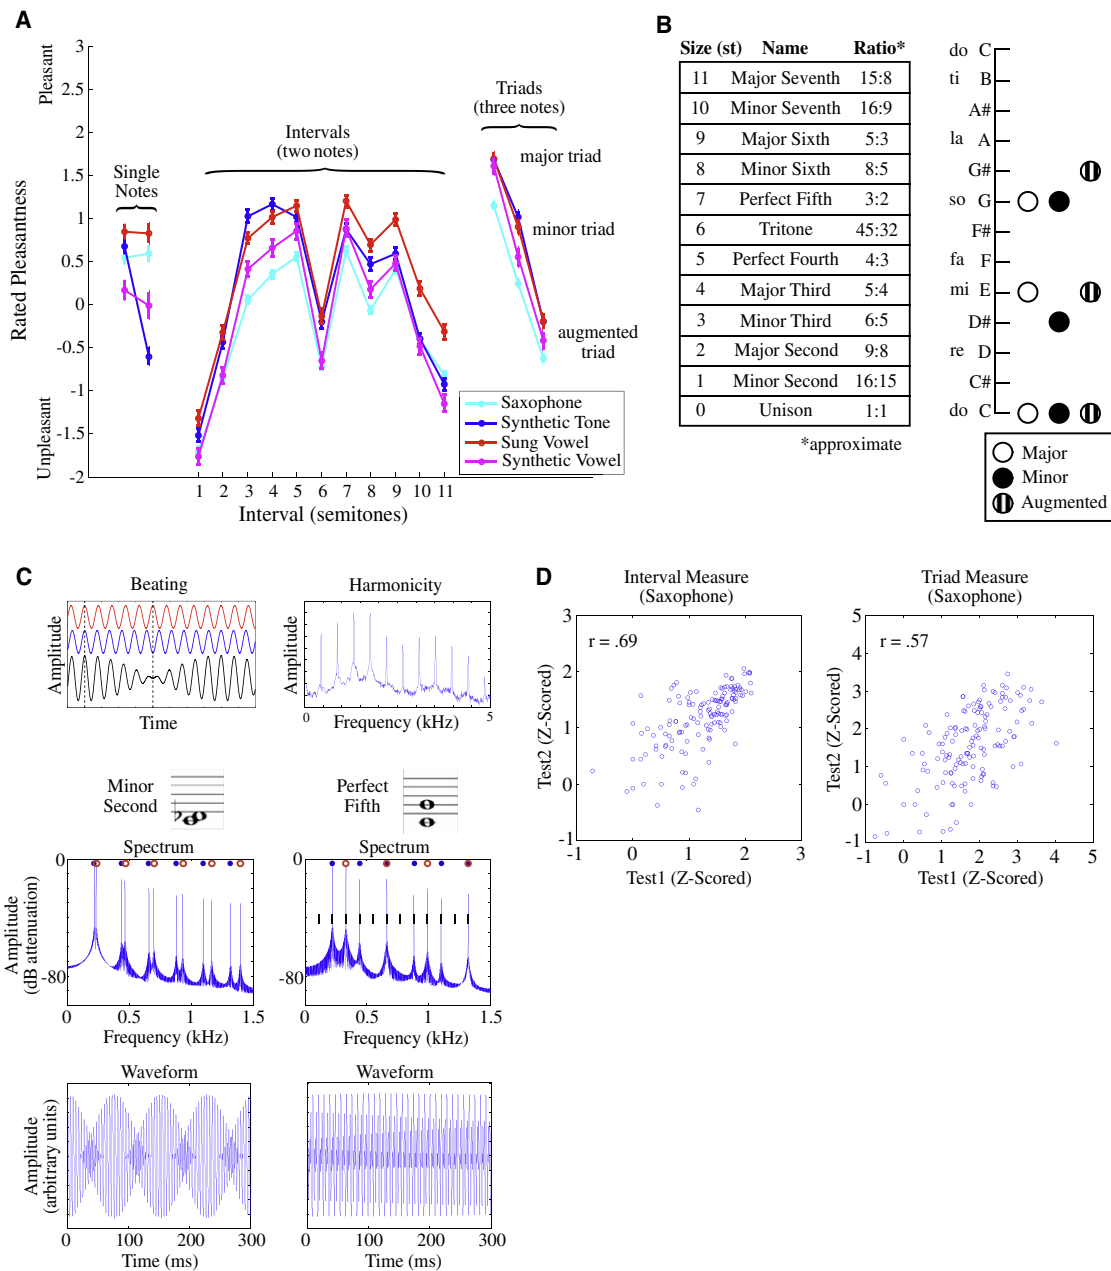 A
Pleasant
Rated Pleasantness
Unpleasant
3
2.5
2
1.5
1
0.5
0
-0.5
-1
-1.5
-2
Single
Notes
Intervals
(two notes)
Triads
(three notes)
major triad
minor triad
augmented
triad
Saxophone
Synthetic Tone
Sung Vowel
Synthetic Vowel
1 2 3 4 5 6 7 8 9 10 11
Interval (semitones)
B
Size (st) Name Ratio*
11 Major Seventh 15:8
10 Minor Seventh 16:9
9 Major Sixth 5:3
8 Minor Sixth 8:5
7 Perfect Fifth 3:2
6 Tritone 45:32
5 Perfect Fourth 4:3
4 Major Third 5:4
3 Minor Third 6:5
2 Major Second 9:8
1 Minor Second 16:15
0 Unison 1:1
*approximate
do C
ti B
A#
la A
G#
so G
F#
fa F
mi E
D#
re D
C#
do C
Major
Minor
Augmented
C
Beating
Amplitude
Time
Harmonicity
Amplitude
0 5
Frequency (kHz)
Minor
Second
Perfect
Fifth
Spectrum
Amplitude
(dB attenuation)
0
-80
0 0.5 1 1.5
Frequency (kHz)
Spectrum
0
-80
0 0.5 1 1.5
Frequency (kHz)
Waveform
Amplitude
(arbitrary units)
0 100 200 300
Time (ms)
Waveform
0 100 200 300
Time (ms)
D
Interval Measure
(Saxophone)
r = .69
Test2 (Z-Scored)
3
2
1
0
-1
-1 0 1 2 3
Test1 (Z-Scored)
Triad Measure
(Saxophone)
r = .57
Test2 (Z-Scored)
5
4
3
2
1
0
-1
-1 0 1 2 3 4 5
Test1 (Z-Scored)